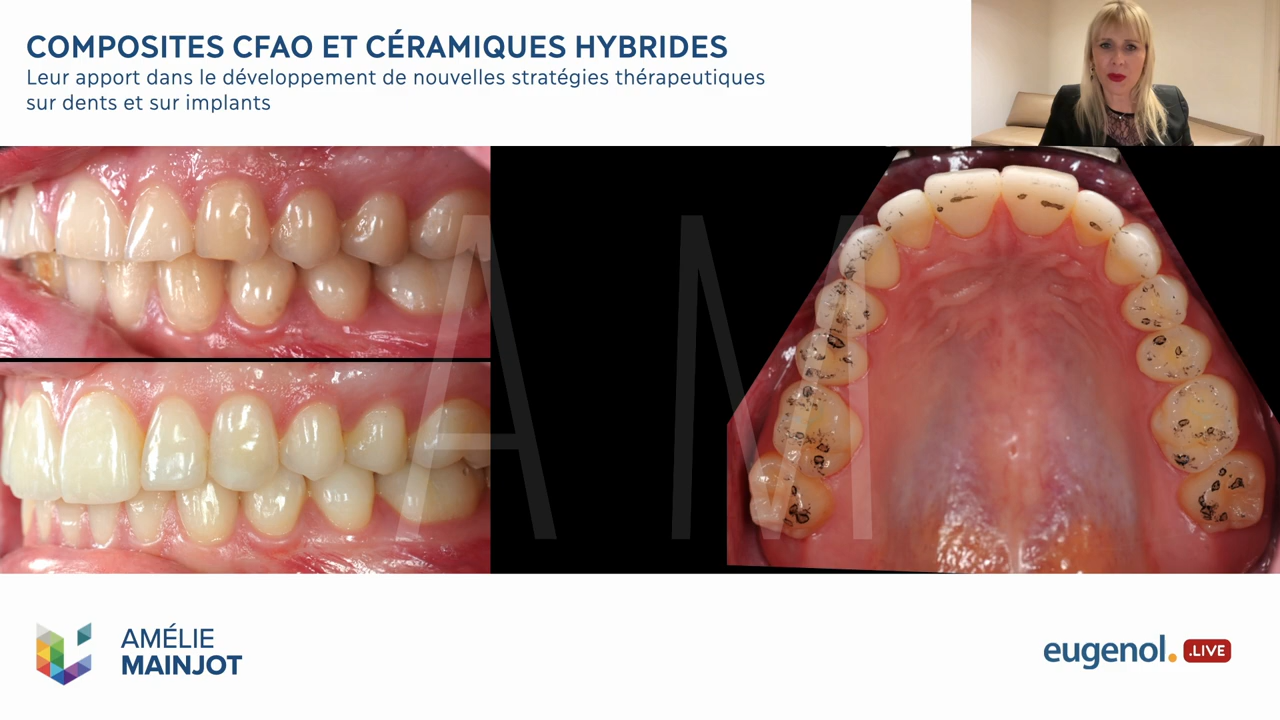 COMPOSITES CFAO ET CÉRAMIQUES HYBRIDES
Leur apport dans le développement de nouvelles stratégies thérapeutiques
sur dents et sur implants
A M
AMÉLIE
MAINJOT
eugenol. .LIVE